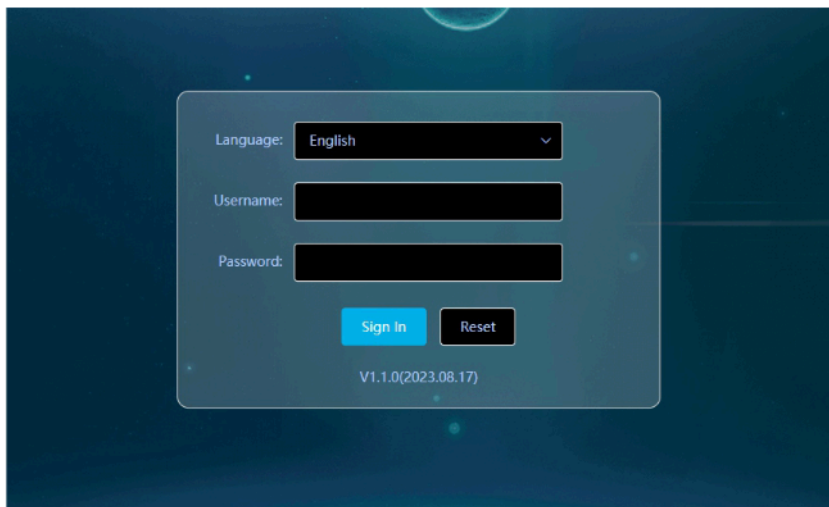 Language: English
Username:
Password:
Sign In Reset
V1.1.0(2023.08.17)